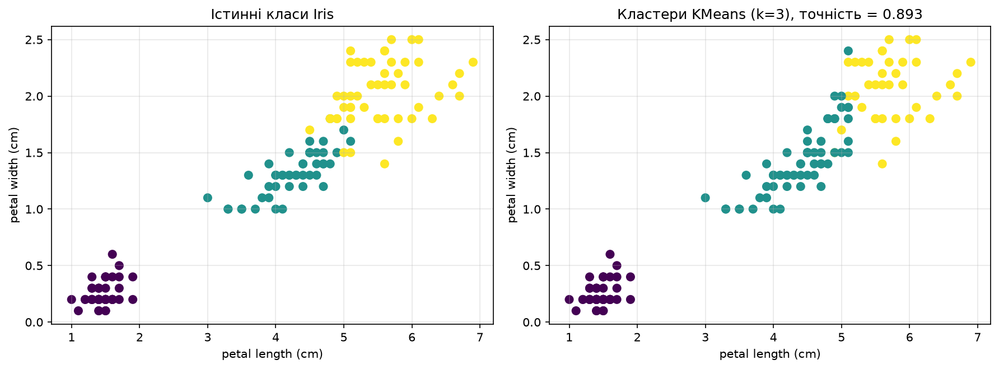 Істинні класи Iris
2.5
2.0
1.5
1.0
0.5
0.0
petal width (cm)
1 2 3 4 5 6 7
petal length (cm)
Кластери KMeans (k=3), точність = 0.893
2.5
2.0
1.5
1.0
0.5
0.0
petal width (cm)
1 2 3 4 5 6 7
petal length (cm)